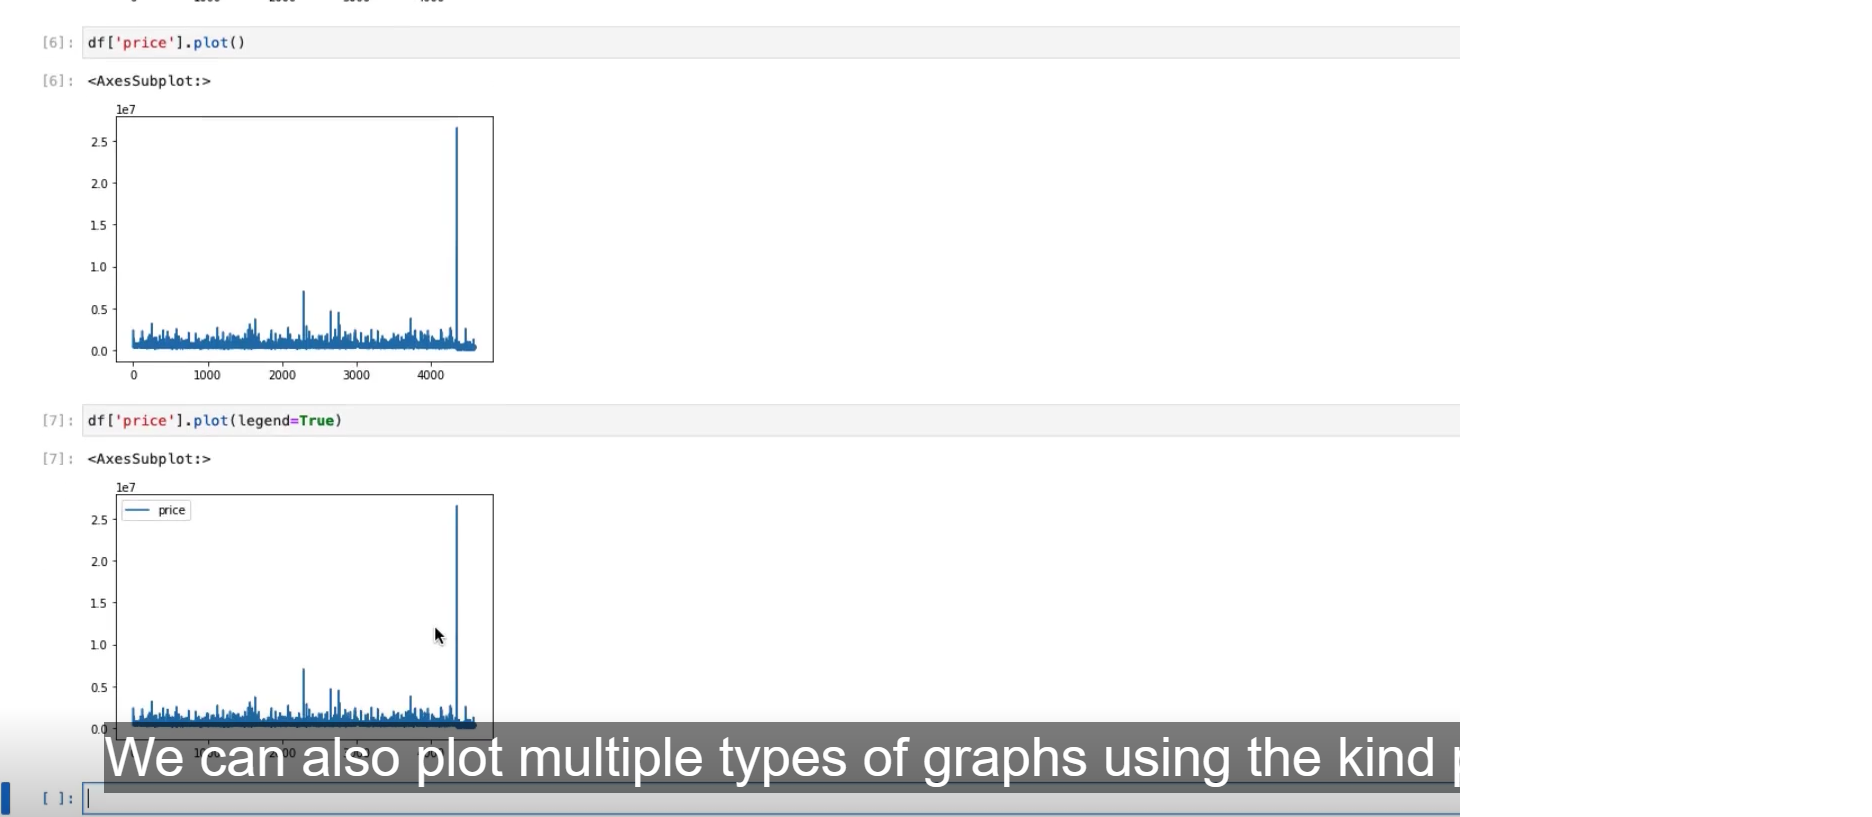 [6]: df['price'].plot()
[6]: <AxesSubplot:>
1e7
2.5
2.0
1.5
1.0
0.5
0.0
0 1000 2000 3000 4000
[7]: df['price'].plot(legend=True)
[7]: <AxesSubplot:>
1e7
price
2.5
2.0
1.5
1.0
0.5
0.0
We can also plot multiple types of graphs using the kind
[ ]: